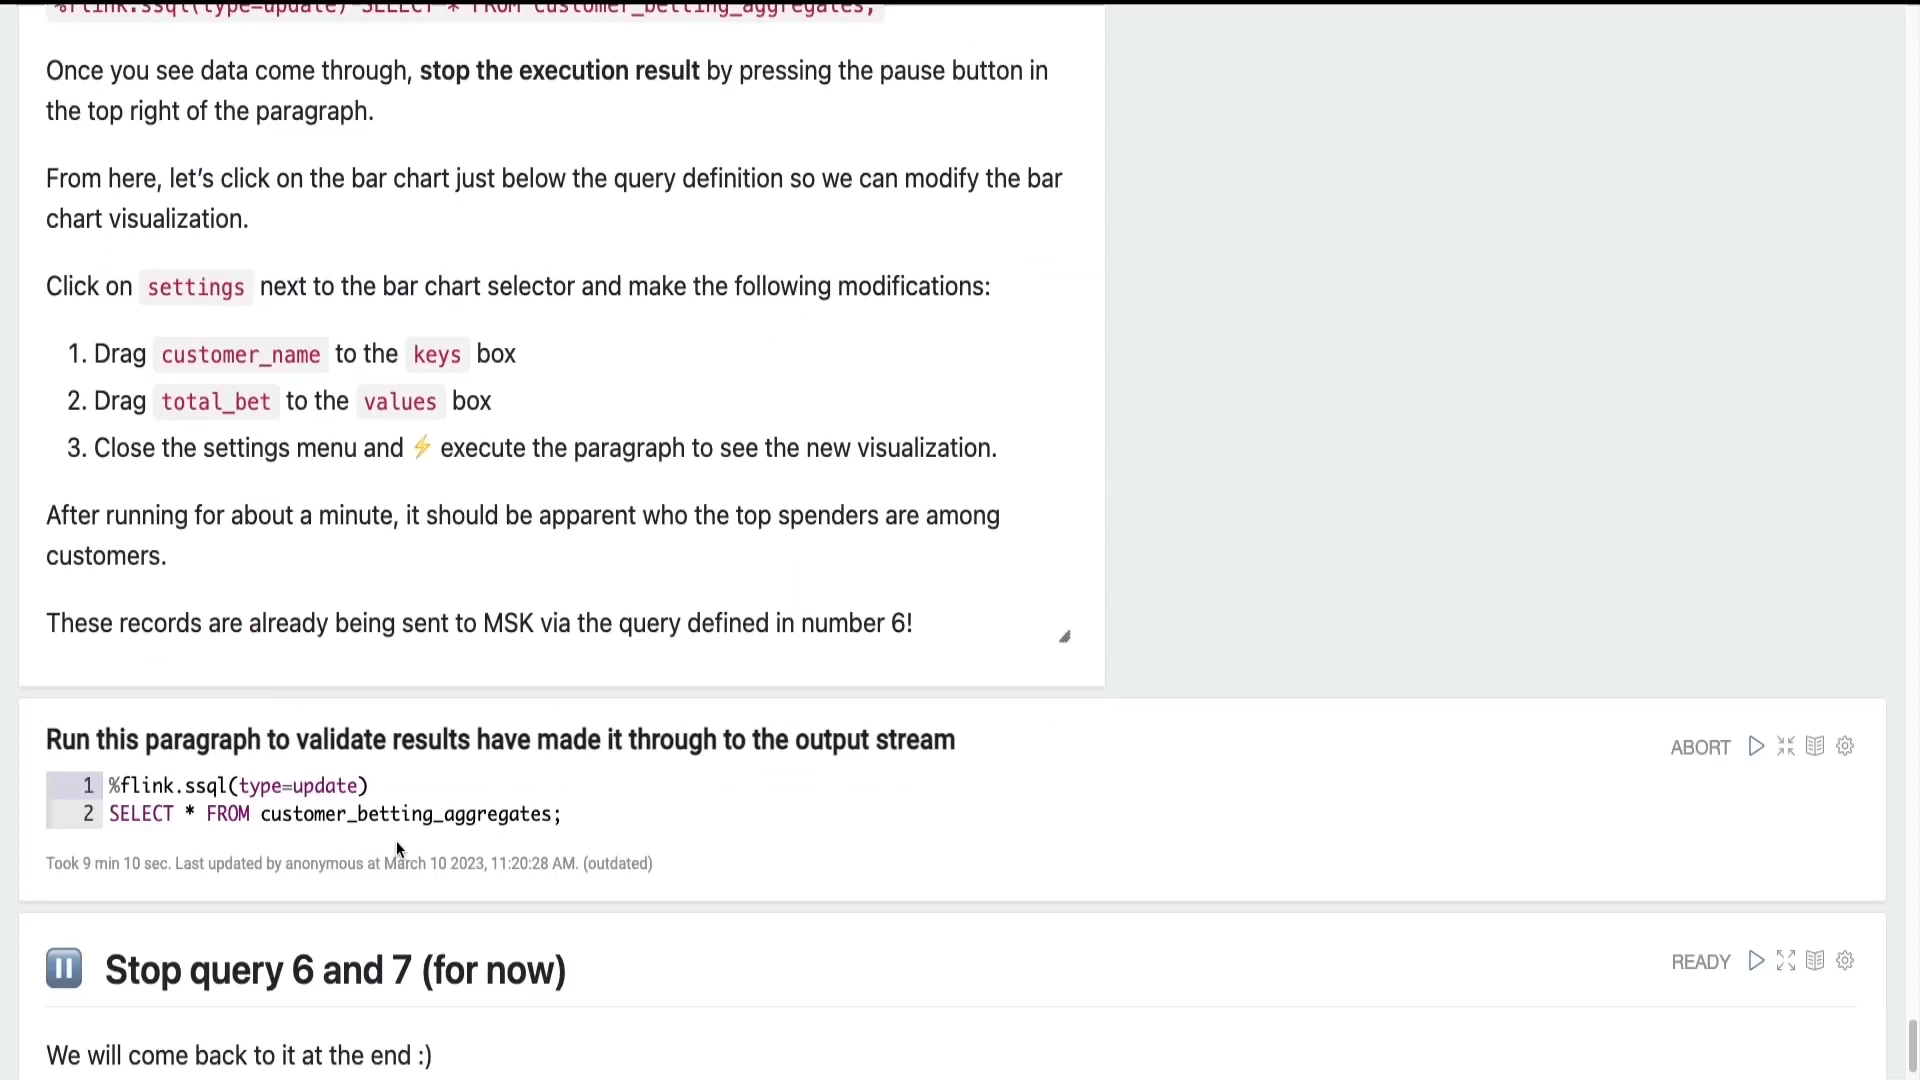 %flink.ssql(type=update) SELECT * FROM customer_betting_aggregates;
Once you see data come through, stop the execution result by pressing the pause button in
the top right of the paragraph.
From here, let’s click on the bar chart just below the query definition so we can modify the bar
chart visualization.
Click on settings next to the bar chart selector and make the following modifications:
1. Drag customer_name to the keys box
2. Drag total_bet to the values box
3. Close the settings menu and ⚡ execute the paragraph to see the new visualization.
After running for about a minute, it should be apparent who the top spenders are among
customers.
These records are already being sent to MSK via the query defined in number 6!
Run this paragraph to validate results have made it through to the output stream
ABORT
1 %flink.ssql(type=update)
2 SELECT * FROM customer_betting_aggregates;
Took 9 min 10 sec. Last updated by anonymous at March 10 2023, 11:20:28 AM. (outdated)
Stop query 6 and 7 (for now)
READY
We will come back to it at the end :)